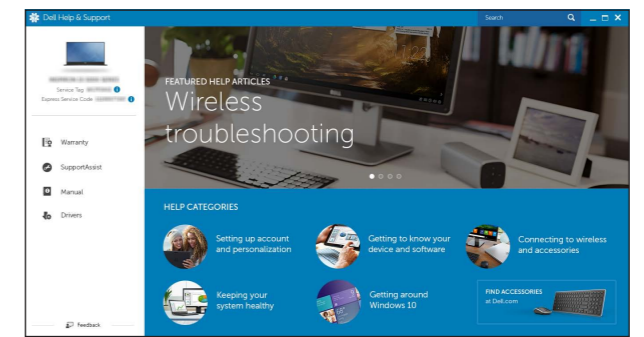 Dell Help & Support
Search
Service Tag:
Express Service Code:
Warranty
SupportAssist
Manual
Drivers
Feedback
FEATURED HELP ARTICLES
Wireless
troubleshooting
HELP CATEGORIES
Setting up account
and personalization
Getting to know your
device and software
Connecting to wireless
and accessories
Keeping your
system healthy
Getting around
Windows 10
FIND ACCESSORIES
at Dell.com